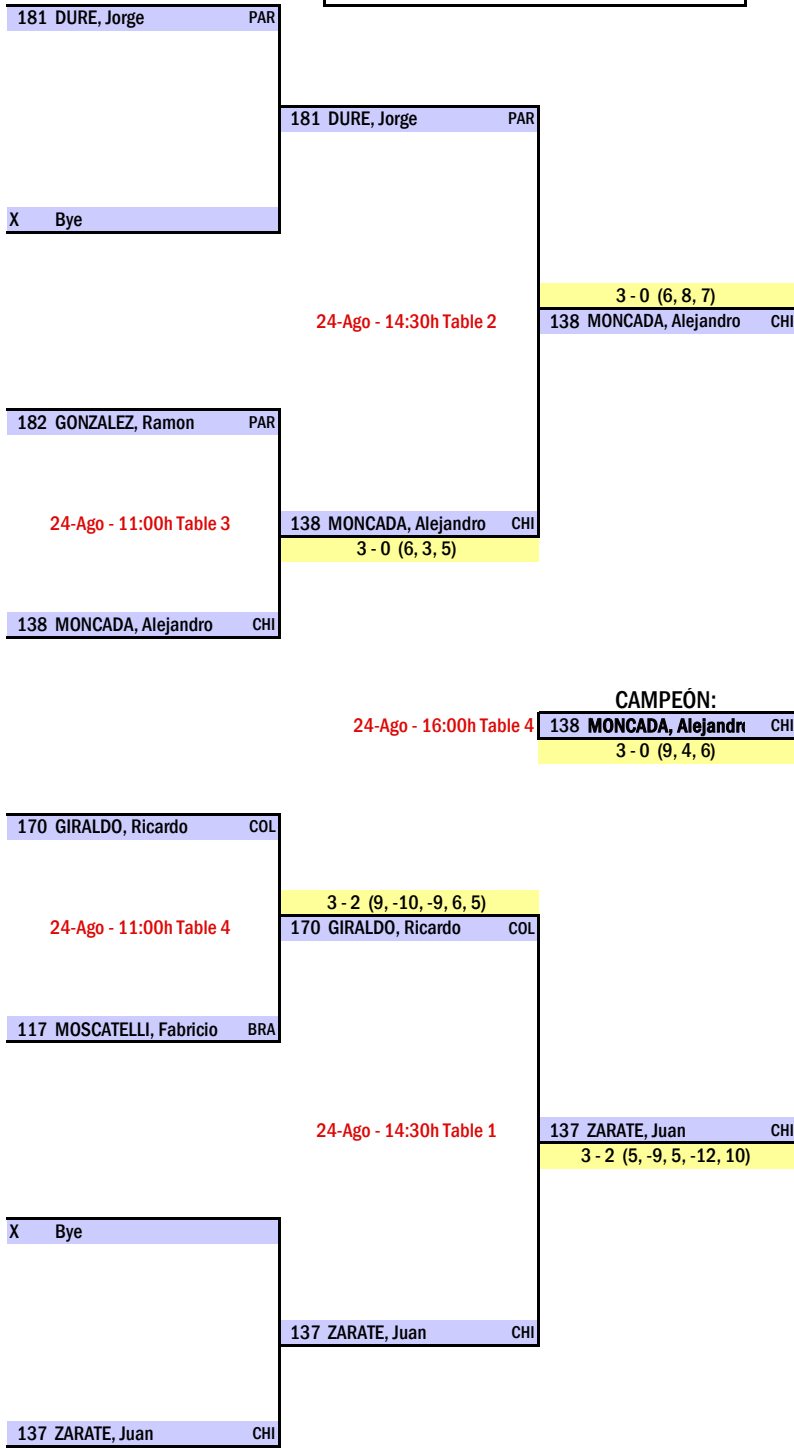 181 DURE, Jorge PAR
181 DURE, Jorge PAR
X Bye
3 - 0 (6, 8, 7)
24-Ago - 14:30h Table 2
138 MONCADA, Alejandro CHI
182 GONZALEZ, Ramon PAR
24-Ago - 11:00h Table 3
138 MONCADA, Alejandro CHI
3 - 0 (6, 3, 5)
138 MONCADA, Alejandro CHI
CAMPEÓN:
24-Ago - 16:00h Table 4
138 MONCADA, Alejandro CHI
3 - 0 (9, 4, 6)
170 GIRALDO, Ricardo COL
3 - 2 (9, -10, -9, 6, 5)
24-Ago - 11:00h Table 4
170 GIRALDO, Ricardo COL
117 MOSCATELLI, Fabricio BRA
24-Ago - 14:30h Table 1
137 ZARATE, Juan CHI
3 - 2 (5, -9, 5, -12, 10)
X Bye
137 ZARATE, Juan CHI
137 ZARATE, Juan CHI